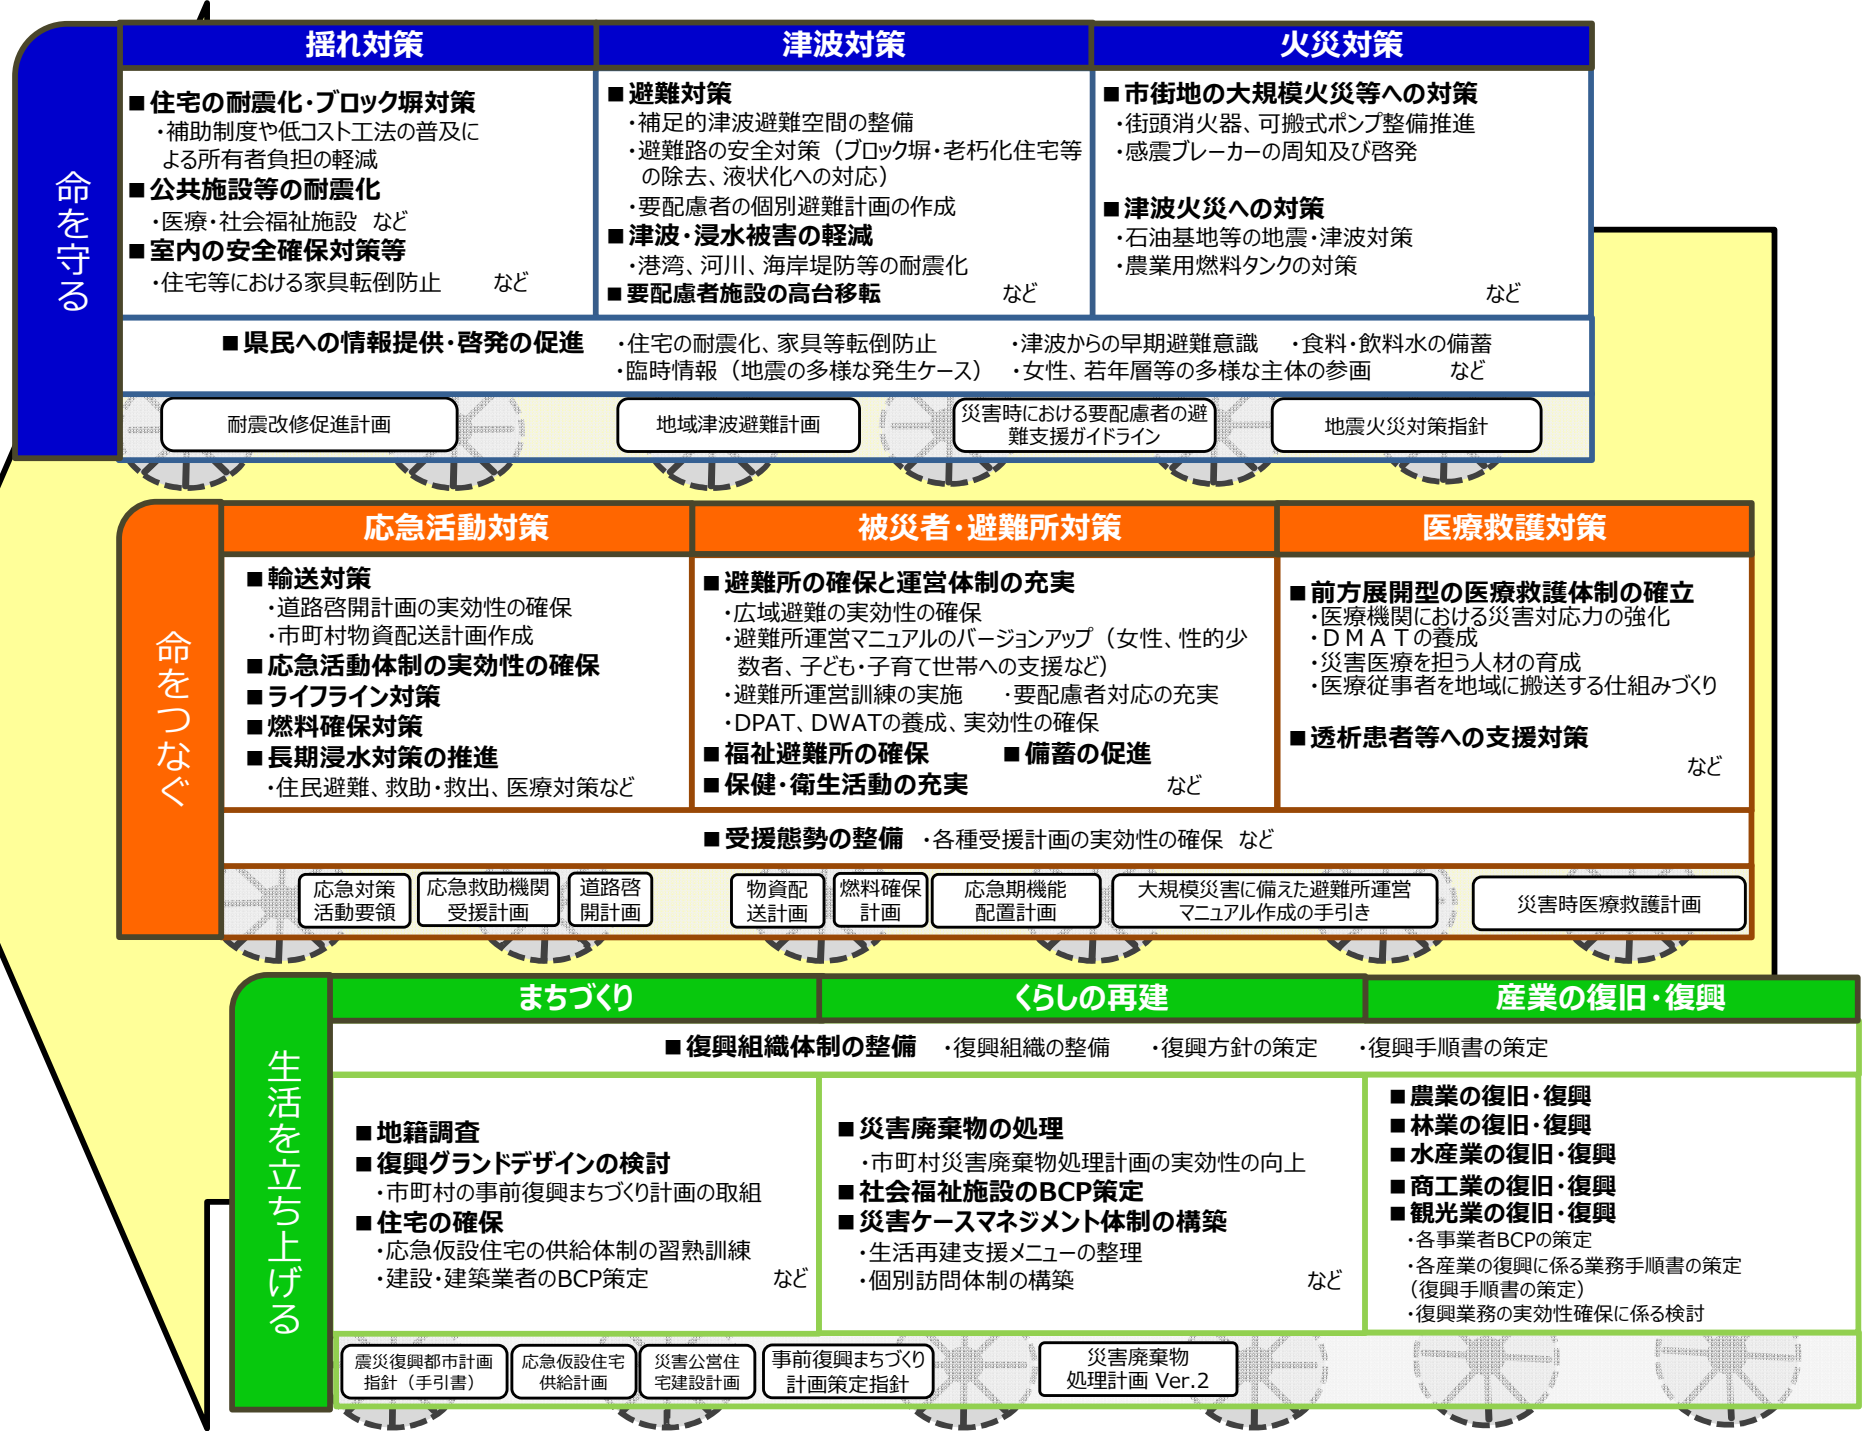 命を守る
揺れ対策
■住宅の耐震化・ブロック塀対策
・補助制度や低コスト工法の普及に
よる所有者負担の軽減
■公共施設等の耐震化
・医療・社会福祉施設 など
■室内の安全確保対策等
・住宅等における家具転倒防止 など
津波対策
■避難対策
・補足的津波避難空間の整備
・避難路の安全対策（ブロック塀・老朽化住宅等
の除去、液状化への対応）
・要配慮者の個別避難計画の作成
■津波・浸水被害の軽減
・港湾、河川、海岸堤防等の耐震化
■要配慮者施設の高台移転 など
火災対策
■市街地の大規模火災等への対策
・街頭消火器、可搬式ポンプ整備推進
・感震ブレーカーの周知及び啓発
■津波火災への対策
・石油基地等の地震・津波対策
・農業用燃料タンクの対策
など
■県民への情報提供・啓発の促進 ・住宅の耐震化、家具等転倒防止 ・津波からの早期避難意識 ・食料・飲料水の備蓄
・臨時情報（地震の多様な発生ケース） ・女性、若年層等の多様な主体の参画 など
耐震改修促進計画
地域津波避難計画
災害時における要配慮者の避
難支援ガイドライン
地震火災対策指針
命をつなぐ
応急活動対策
■輸送対策
・道路啓開計画の実効性の確保
・市町村物資配送計画作成
■応急活動体制の実効性の確保
■ライフライン対策
■燃料確保対策
■長期浸水対策の推進
・住民避難、救助・救出、医療対策など
被災者・避難所対策
■避難所の確保と運営体制の充実
・広域避難の実効性の確保
・避難所運営マニュアルのバージョンアップ（女性、性的少
数者、子ども・子育て世帯への支援など）
・避難所運営訓練の実施 ・要配慮者対応の充実
・DPAT、DWATの養成、実効性の確保
■福祉避難所の確保 ■備蓄の促進
■保健・衛生活動の充実 など
医療救護対策
■前方展開型の医療救護体制の確立
・医療機関における災害対応力の強化
・ＤＭＡＴの養成
・災害医療を担う人材の育成
・医療従事者を地域に搬送する仕組みづくり
■透析患者等への支援対策
など
■受援態勢の整備 ・各種受援計画の実効性の確保 など
応急対策
活動要領
応急救助機関
受援計画
道路啓
開計画
物資配
送計画
燃料確保
計画
応急期機能
配置計画
大規模災害に備えた避難所運営
マニュアル作成の手引き
災害時医療救護計画
生活を立ち上げる
まちづくり
くらしの再建
産業の復旧・復興
■復興組織体制の整備 ・復興組織の整備 ・復興方針の策定 ・復興手順書の策定
■地籍調査
■復興グランドデザインの検討
・市町村の事前復興まちづくり計画の取組
■住宅の確保
・応急仮設住宅の供給体制の習熟訓練
・建設・建築業者のBCP策定 など
■災害廃棄物の処理
・市町村災害廃棄物処理計画の実効性の向上
■社会福祉施設のBCP策定
■災害ケースマネジメント体制の構築
・生活再建支援メニューの整理
・個別訪問体制の構築 など
■農業の復旧・復興
■林業の復旧・復興
■水産業の復旧・復興
■商工業の復旧・復興
■観光業の復旧・復興
・各事業者BCPの策定
・各産業の復興に係る業務手順書の策定
（復興手順書の策定）
・復興業務の実効性確保に係る検討
震災復興都市計画
指針（手引書）
応急仮設住宅
供給計画
災害公営住
宅建設計画
事前復興まちづくり
計画策定指針
災害廃棄物
処理計画 Ver.2